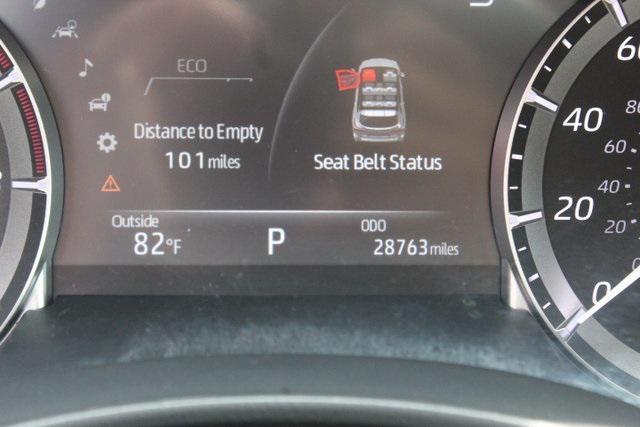 ECO
Distance to Empty
101 miles
Seat Belt Status
Outside
82°F
P
ODO
28763 miles
60
40
20
0
80
60
40
20